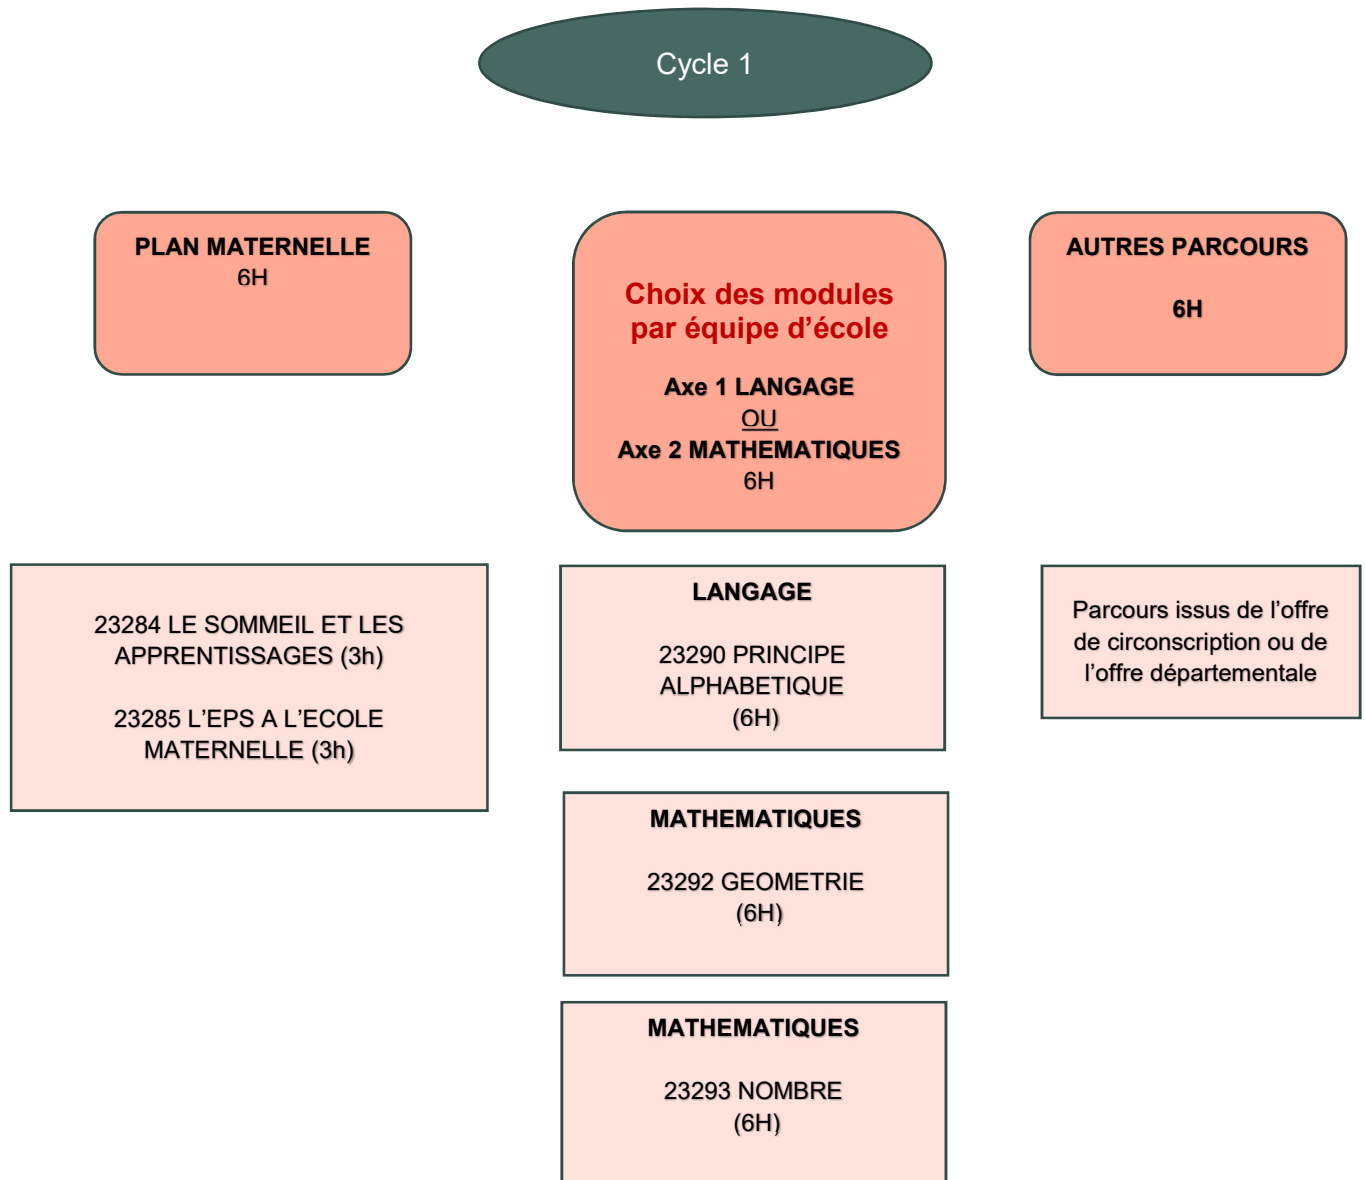 Cycle 1
PLAN MATERNELLE
6H
Choix des modules
par équipe d’école
Axe 1 LANGAGE
OU
Axe 2 MATHEMATIQUES
6H
AUTRES PARCOURS
6H
23284 LE SOMMEIL ET LES
APPRENTISSAGES (3h)
23285 L’EPS A L’ECOLE
MATERNELLE (3h)
LANGAGE
23290 PRINCIPE
ALPHABETIQUE
(6H)
Parcours issus de l’offre
de circonscription ou de
l’offre départementale
MATHEMATIQUES
23292 GEOMETRIE
(6H)
MATHEMATIQUES
23293 NOMBRE
(6H)